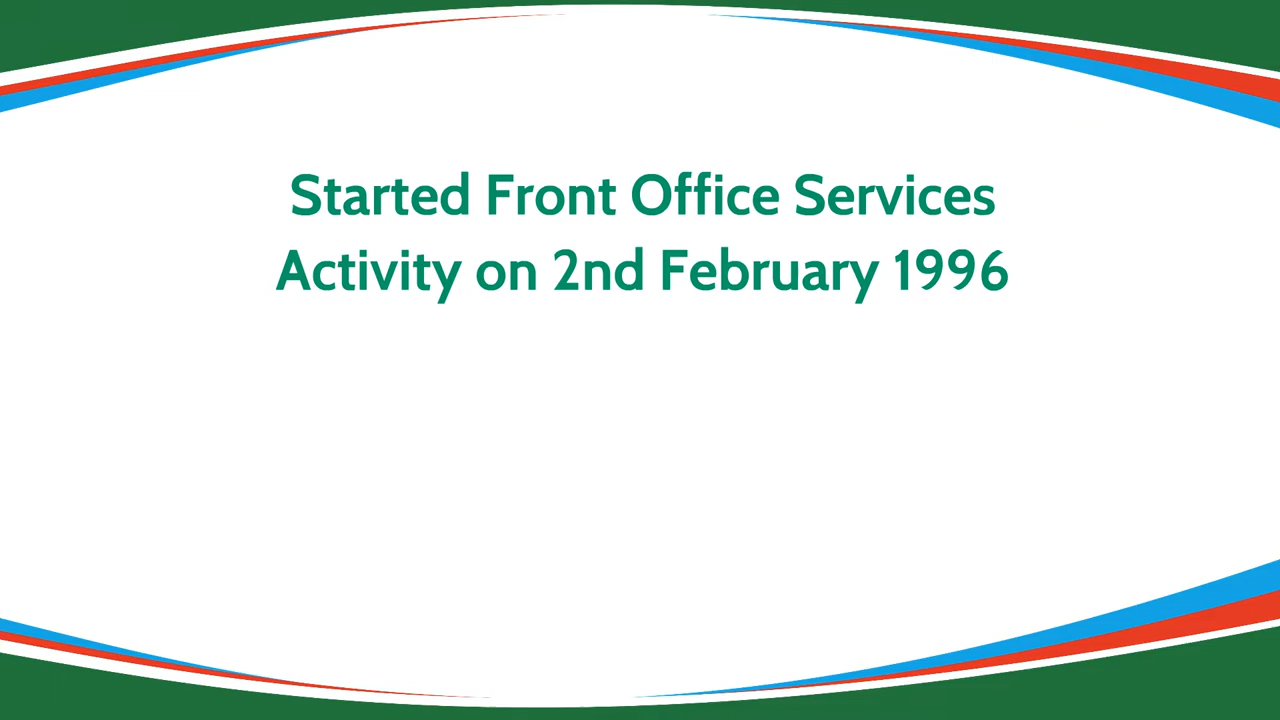 Started Front Office Services
Activity on 2nd February 1996